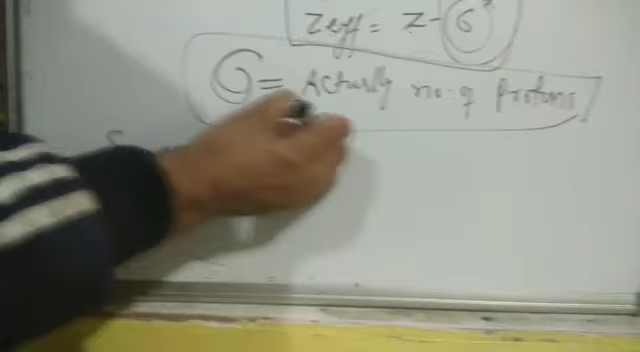 Zeff = Z-σ*
σ = Actually no. of protons
S